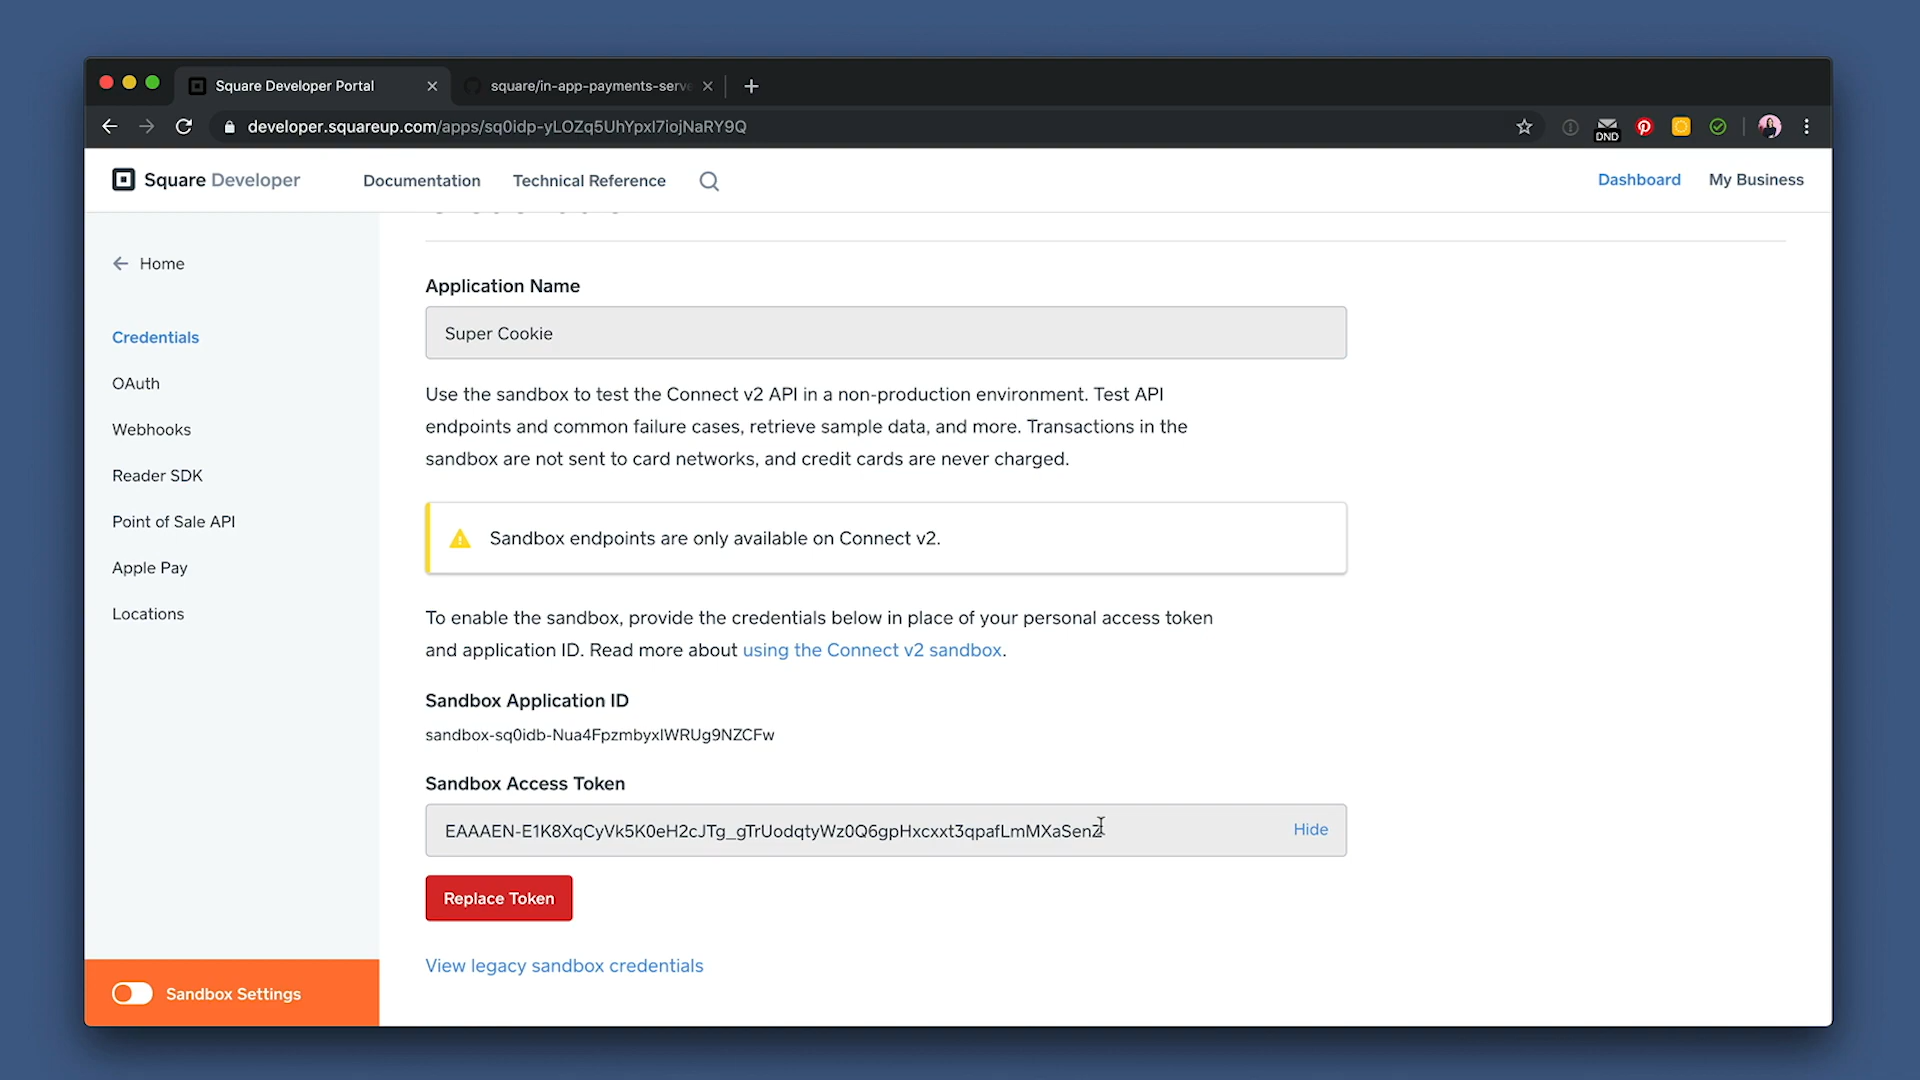 Square Developer Portal
square/in-app-payments-serve
developer.squareup.com/apps/sq0idp-yLOZq5UhYpxI7iojNaRY9Q
DND
Square Developer
Documentation
Technical Reference
Dashboard
My Business
Home
Credentials
OAuth
Webhooks
Reader SDK
Point of Sale API
Apple Pay
Locations
Sandbox Settings
Application Name
Super Cookie
Use the sandbox to test the Connect v2 API in a non-production environment. Test API
endpoints and common failure cases, retrieve sample data, and more. Transactions in the
sandbox are not sent to card networks, and credit cards are never charged.
Sandbox endpoints are only available on Connect v2.
To enable the sandbox, provide the credentials below in place of your personal access token
and application ID. Read more about using the Connect v2 sandbox.
Sandbox Application ID
sandbox-sq0idb-Nua4FpzmbyxIWRUg9NZCFw
Sandbox Access Token
EAAAEN-E1K8XqCyVk5K0eH2cJTg_gTrUodqtyWz0Q6gpHxcxxt3qpafLmMXaSenZ
Hide
Replace Token
View legacy sandbox credentials